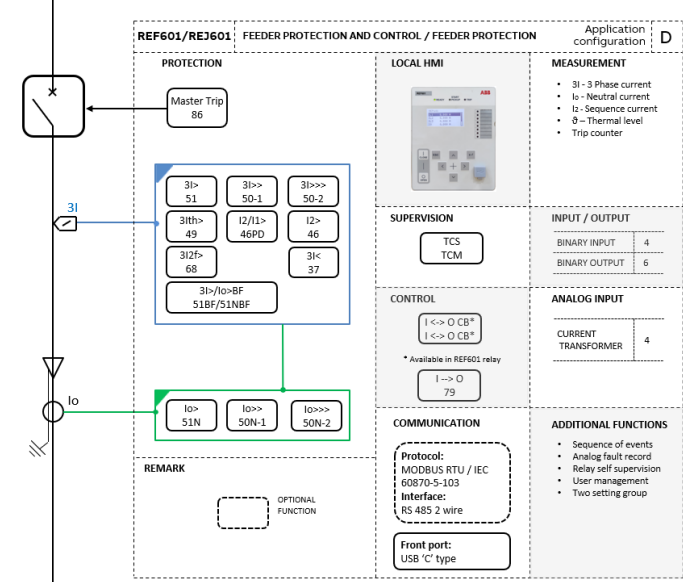 REF601/REJ601
FEEDER PROTECTION AND CONTROL / FEEDER PROTECTION
Application
configuration
D
PROTECTION
Master Trip
86
3I
3I>
51
3I>>
50-1
3I>>>
50-2
3Ith>
49
I2/I1>
46PD
I2>
46
3I2f>
68
3I<
37
3I>/Io>BF
51BF/51NBF
Io
Io>
51N
Io>>
50N-1
Io>>>
50N-2
REMARK
OPTIONAL
FUNCTION
LOCAL HMI
ABB
SUPERVISION
TCS
TCM
CONTROL
I <-> O CB*
I <-> O CB*
* Available in REF601 relay
I --> O
79
COMMUNICATION
Protocol:
MODBUS RTU / IEC
60870-5-103
Interface:
RS 485 2 wire
Front port:
USB ‘C’ type
MEASUREMENT
• 3I - 3 Phase current
• Io - Neutral current
• I2 - Sequence current
• ϑ – Thermal level
• Trip counter
INPUT / OUTPUT
BINARY INPUT 4
BINARY OUTPUT 6
ANALOG INPUT
CURRENT
TRANSFORMER 4
ADDITIONAL FUNCTIONS
• Sequence of events
• Analog fault record
• Relay self supervision
• User management
• Two setting group